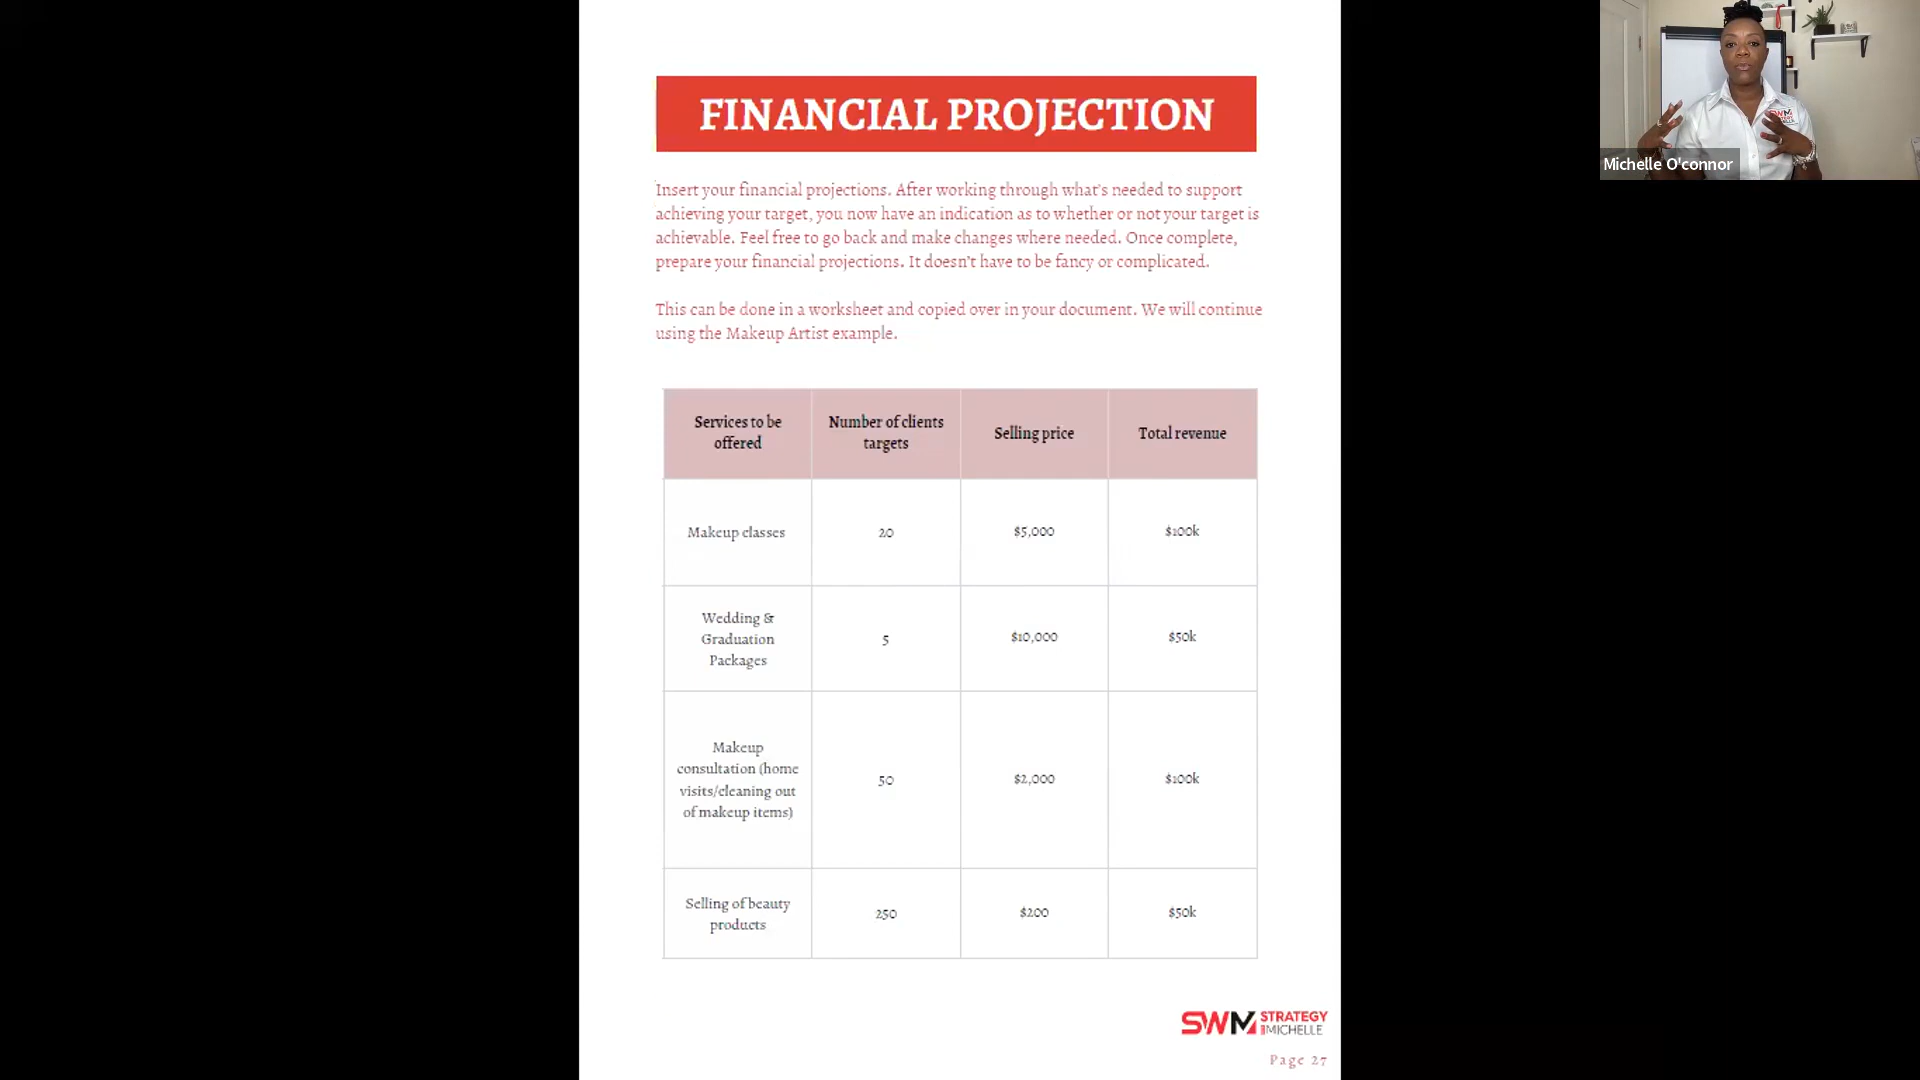 FINANCIAL PROJECTION
Insert your financial projections. After working through what's needed to support
achieving your target, you now have an indication as to whether or not your target is
achievable. Feel free to go back and make changes where needed. Once complete,
prepare your financial projections. It doesn't have to be fancy or complicated.
This can be done in a worksheet and copied over in your document. We will continue
using the Makeup Artist example.
Services to be
offered
Number of clients
targets
Selling price
Total revenue
Makeup classes
20
$5,000
$100k
Wedding &
Graduation
Packages
5
$10,000
$50k
Makeup
consultation (home
visits/cleaning out
of makeup items)
50
$2,000
$100k
Selling of beauty
products
250
$200
$50k
SWM STRATEGY
MICHELLE
Page 27
SWM
Michelle O'connor